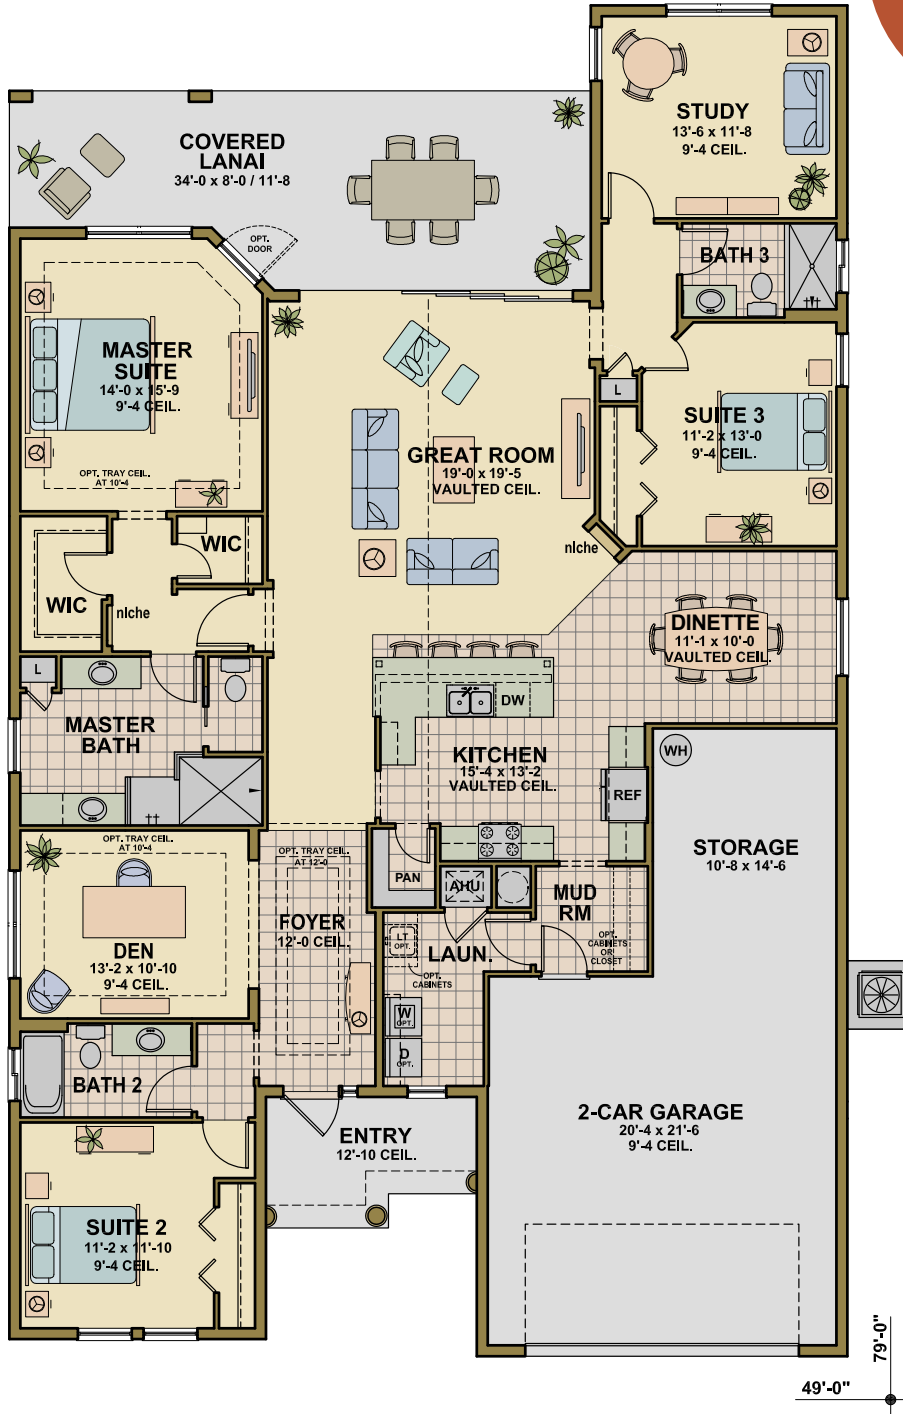 STUDY
13'-6 x 11'-8
9'-4 CEIL.
COVERED
LANAI
34'-0 x 8'-0 / 11'-8
OPT.
DOOR
BATH 3
MASTER
SUITE
14'-0 x 15'-9
9'-4 CEIL.
OPT. TRAY CEIL.
AT 10'-4
L
SUITE 3
11'-2 x 13'-0
9'-4 CEIL.
GREAT ROOM
19'-0 x 19'-5
VAULTED CEIL.
niche
WIC
WIC
niche
DINETTE
11'-1 x 10'-0
VAULTED CEIL.
L
MASTER
BATH
DW
KITCHEN
15'-4 x 13'-2
VAULTED CEIL.
REF
WH
STORAGE
10'-8 x 14'-6
OPT. TRAY CEIL.
AT 10'-4
OPT. TRAY CEIL.
AT 12'-0
PAN
AHU
MUD
RM
OPT.
CABINETS
OR
CLOSET
FOYER
12'-0 CEIL.
DEN
13'-2 x 10'-10
9'-4 CEIL.
LT
OPT.
LAUN.
OPT.
CABINETS
W
OPT.
D
OPT.
BATH 2
ENTRY
12'-10 CEIL.
2-CAR GARAGE
20'-4 x 21'-6
9'-4 CEIL.
SUITE 2
11'-2 x 11'-10
9'-4 CEIL.
79'-0"
49'-0"